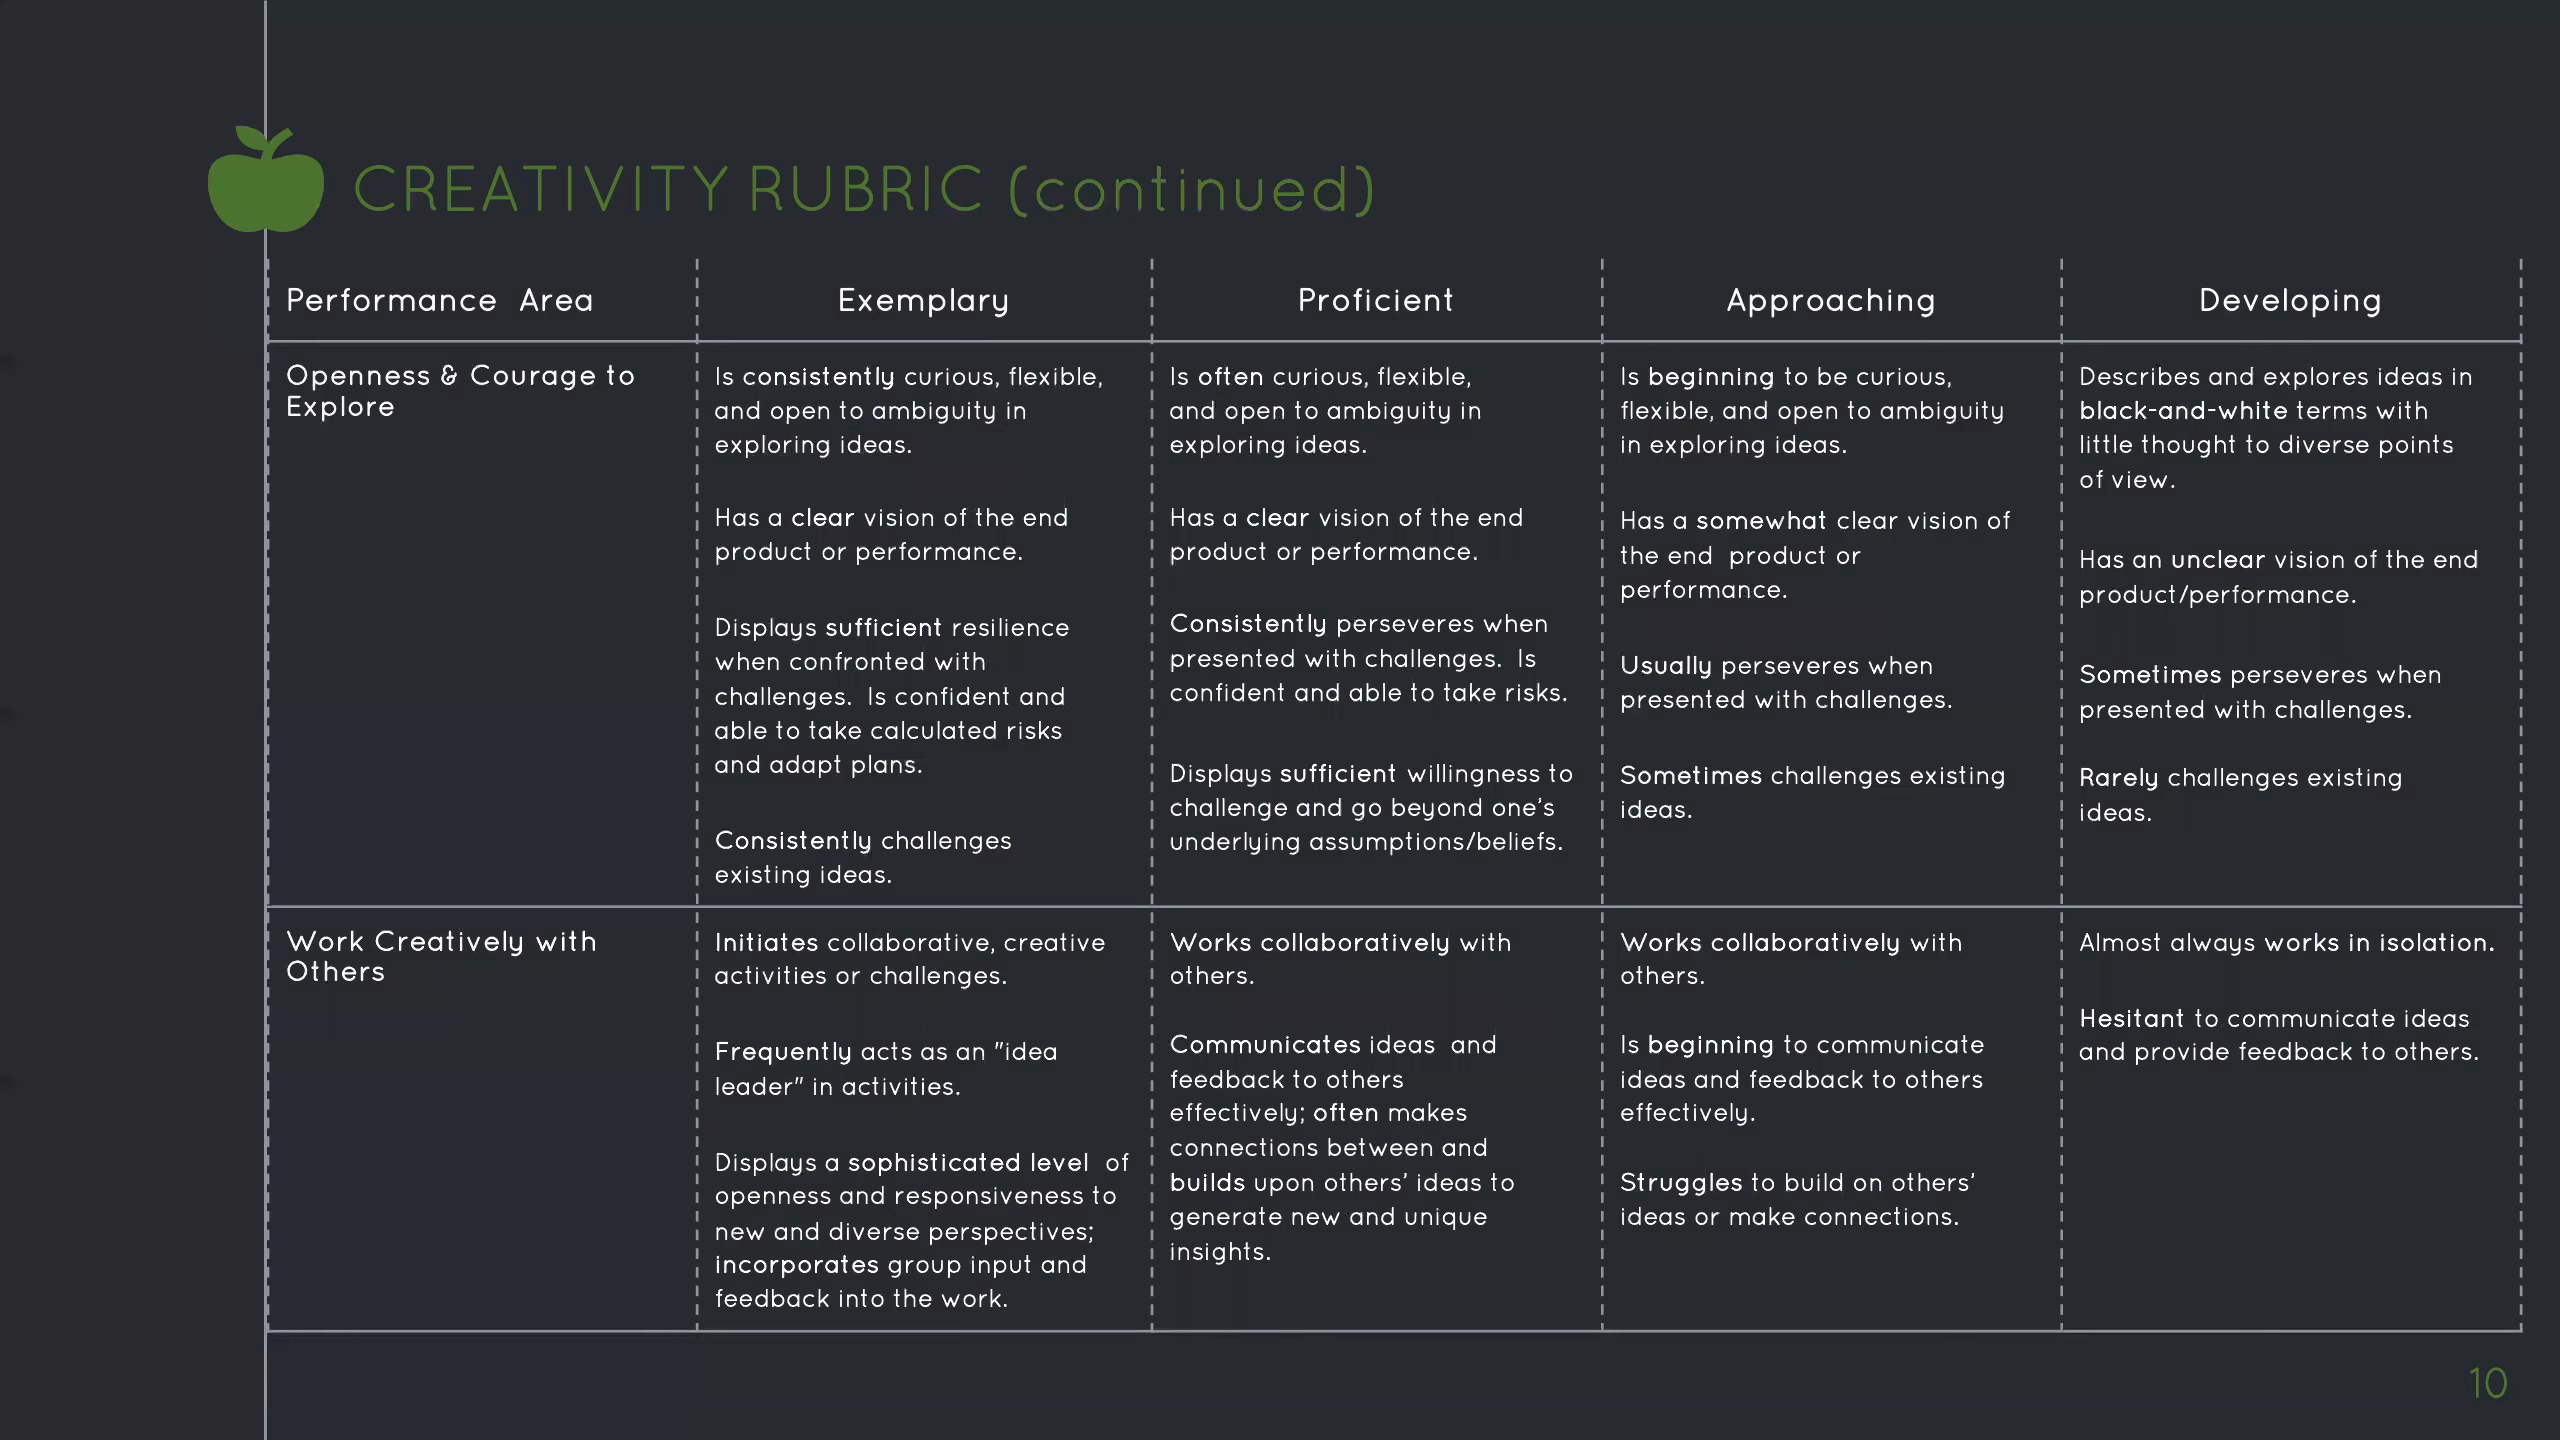 CREATIVITY RUBRIC (continued)
Performance Area
Exemplary
Proficient
Approaching
Developing
Openness & Courage to
Explore
Is consistently curious, flexible,
and open to ambiguity in
exploring ideas.
Has a clear vision of the end
product or performance.
Displays sufficient resilience
when confronted with
challenges. Is confident and
able to take calculated risks
and adapt plans.
Consistently challenges
existing ideas.
Is often curious, flexible,
and open to ambiguity in
exploring ideas.
Has a clear vision of the end
product or performance.
Consistently perseveres when
presented with challenges. Is
confident and able to take risks.
Displays sufficient willingness to
challenge and go beyond one's
underlying assumptions/beliefs.
Is beginning to be curious,
flexible, and open to ambiguity
in exploring ideas.
Has a somewhat clear vision of
the end product or
performance.
Usually perseveres when
presented with challenges.
Sometimes challenges existing
ideas.
Describes and explores ideas in
black-and-white terms with
little thought to diverse points
of view.
Has an unclear vision of the end
product/performance.
Sometimes perseveres when
presented with challenges.
Rarely challenges existing
ideas.
Work Creatively with
Others
Initiates collaborative, creative
activities or challenges.
Frequently acts as an "idea
leader" in activities.
Displays a sophisticated level of
openness and responsiveness to
new and diverse perspectives;
incorporates group input and
feedback into the work.
Works collaboratively with
others.
Communicates ideas and
feedback to others
effectively; often makes
connections between and
builds upon others' ideas to
generate new and unique
insights.
Works collaboratively with
others.
Is beginning to communicate
ideas and feedback to others
effectively.
Struggles to build on others'
ideas or make connections.
Almost always works in isolation.
Hesitant to communicate ideas
and provide feedback to others.
10